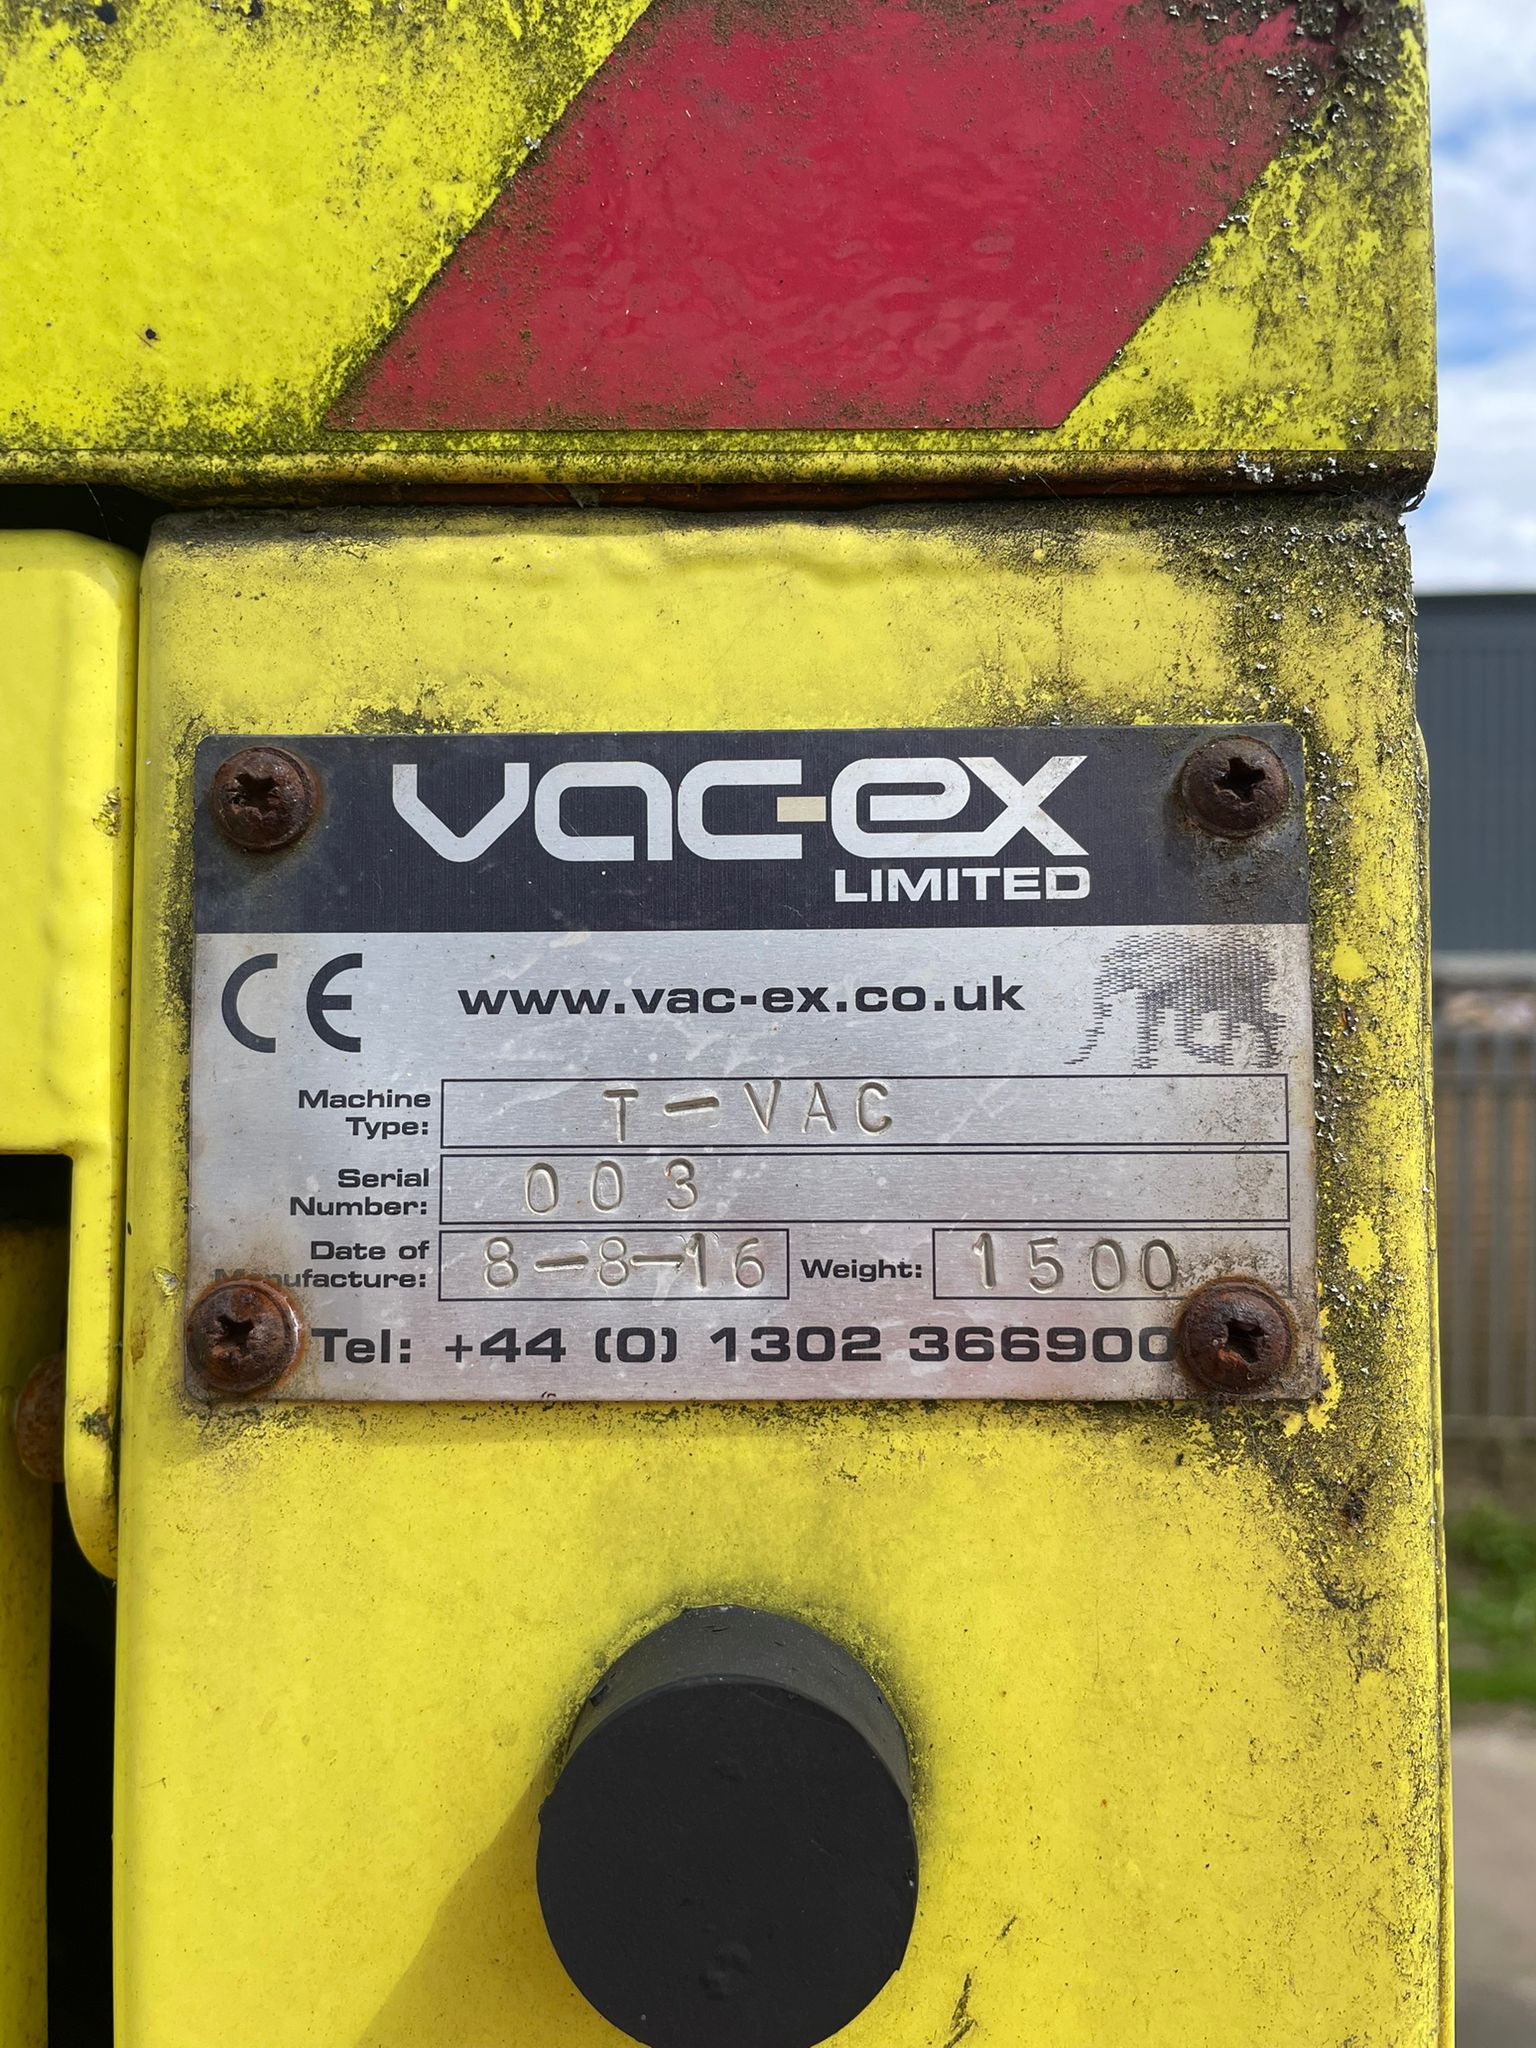 vac-ex
LIMITED
CE
www.vac-ex.co.uk
Machine Type: T-VAC
Serial Number: 003
Date of Manufacture: 8-8-16 Weight: 1500
Tel: +44 (0) 1302 366900